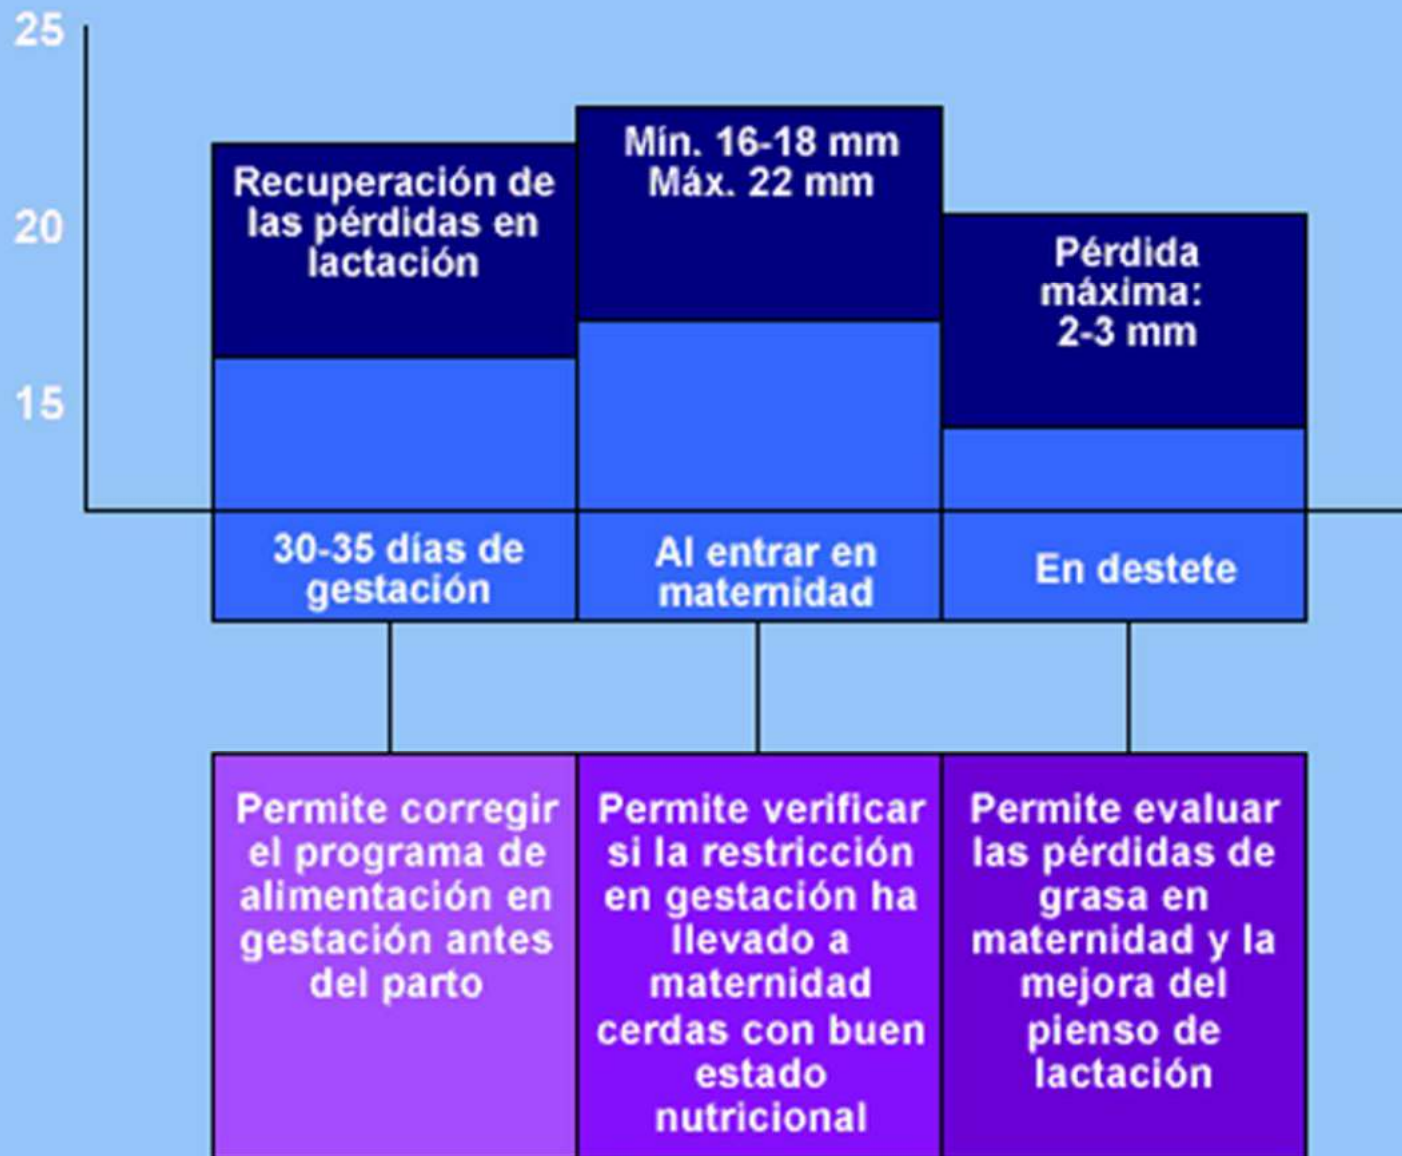 25
20
15
Recuperación de
las pérdidas en
lactación
Mín. 16-18 mm
Máx. 22 mm
Pérdida
máxima:
2-3 mm
30-35 días de
gestación
Al entrar en
maternidad
En destete
Permite corregir
el programa de
alimentación en
gestación antes
del parto
Permite verificar
si la restricción
en gestación ha
llevado a
maternidad
cerdas con buen
estado
nutricional
Permite evaluar
las pérdidas de
grasa en
maternidad y la
mejora del
pienso de
lactación